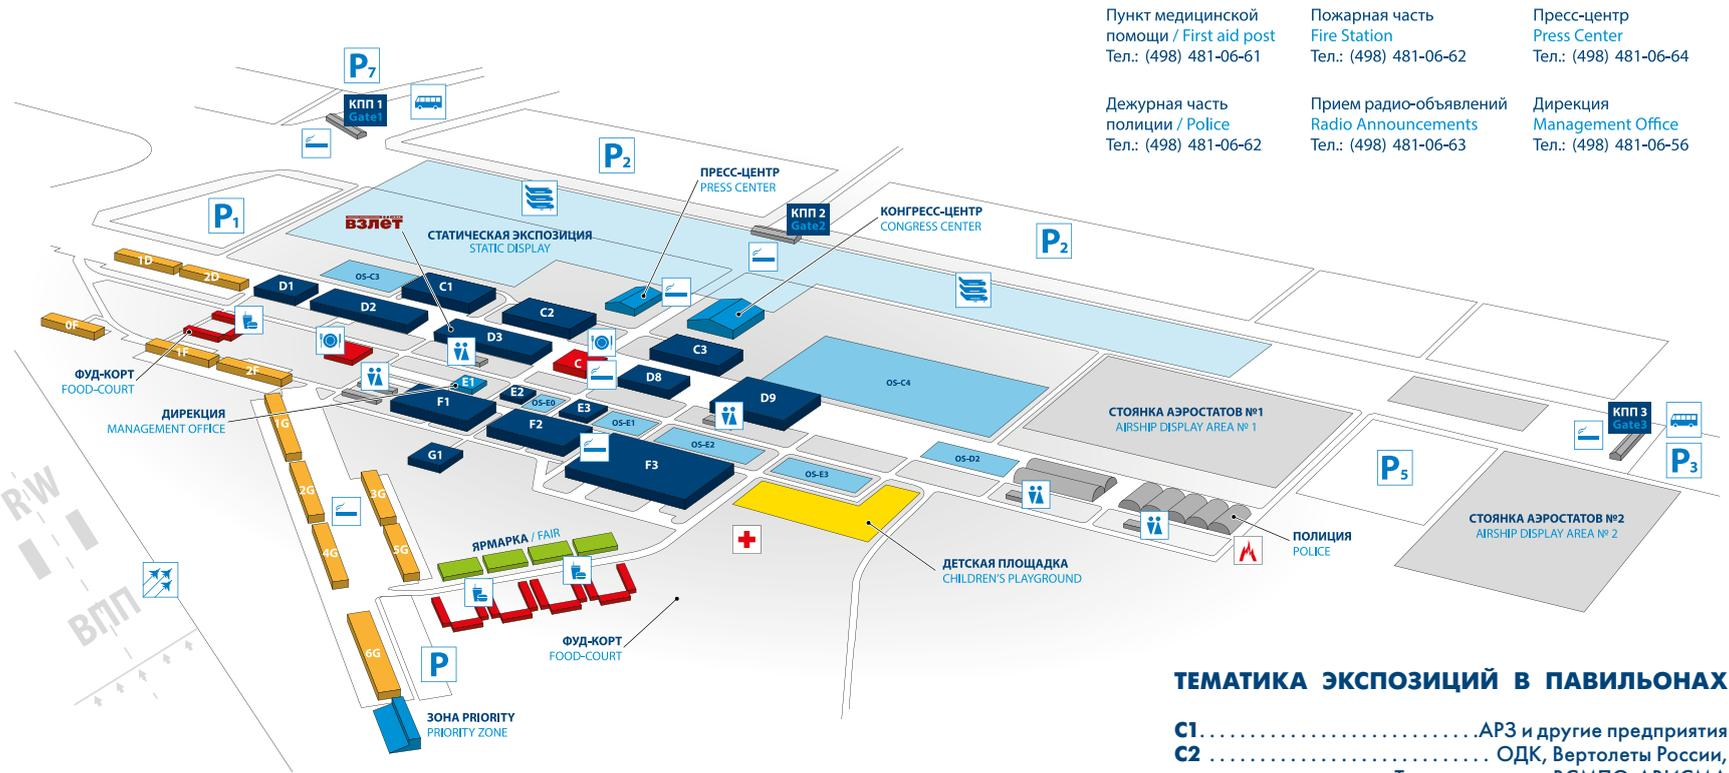 Пункт медицинской
помощи / First aid post
Тел.: (498) 481-06-61
Пожарная часть
Fire Station
Тел.: (498) 481-06-62
Пресс-центр
Press Center
Тел.: (498) 481-06-64
Дежурная часть
полиции / Police
Тел.: (498) 481-06-62
Прием радио-объявлений
Radio Announcements
Тел.: (498) 481-06-63
Дирекция
Management Office
Тел.: (498) 481-06-56
P7
КПП 1
Gate1
P2
ПРЕСС-ЦЕНТР
PRESS CENTER
P1
взлёт
СТАТИЧЕСКАЯ ЭКСПОЗИЦИЯ
STATIC DISPLAY
КПП 2
Gate2
КОНГРЕСС-ЦЕНТР
CONGRESS CENTER
P2
1D
2D
D1
OS-C3
C1
D2
C2
D3
C3
0F
1F
2F
ФУД-КОРТ
FOOD-COURT
C
D8
D9
OS-C4
E1
E2
OS-E0
E3
OS-E1
F1
F2
OS-E2
F3
OS-E3
OS-D2
G1
ДИРЕКЦИЯ
MANAGEMENT OFFICE
СТОЯНКА АЭРОСТАТОВ №1
AIRSHIP DISPLAY AREA № 1
КПП 3
Gate3
P3
P5
СТОЯНКА АЭРОСТАТОВ №2
AIRSHIP DISPLAY AREA № 2
1G
2G
3G
4G
5G
6G
RW
ВПП
ЯРМАРКА / FAIR
ПОЛИЦИЯ
POLICE
ДЕТСКАЯ ПЛОЩАДКА
CHILDREN'S PLAYGROUND
ФУД-КОРТ
FOOD-COURT
P
ЗОНА PRIORITY
PRIORITY ZONE
ТЕМАТИКА ЭКСПОЗИЦИЙ В ПАВИЛЬОНАХ
C1............................АРЗ и другие предприятия
C2 ............................ ОДК, Вертолеты России,